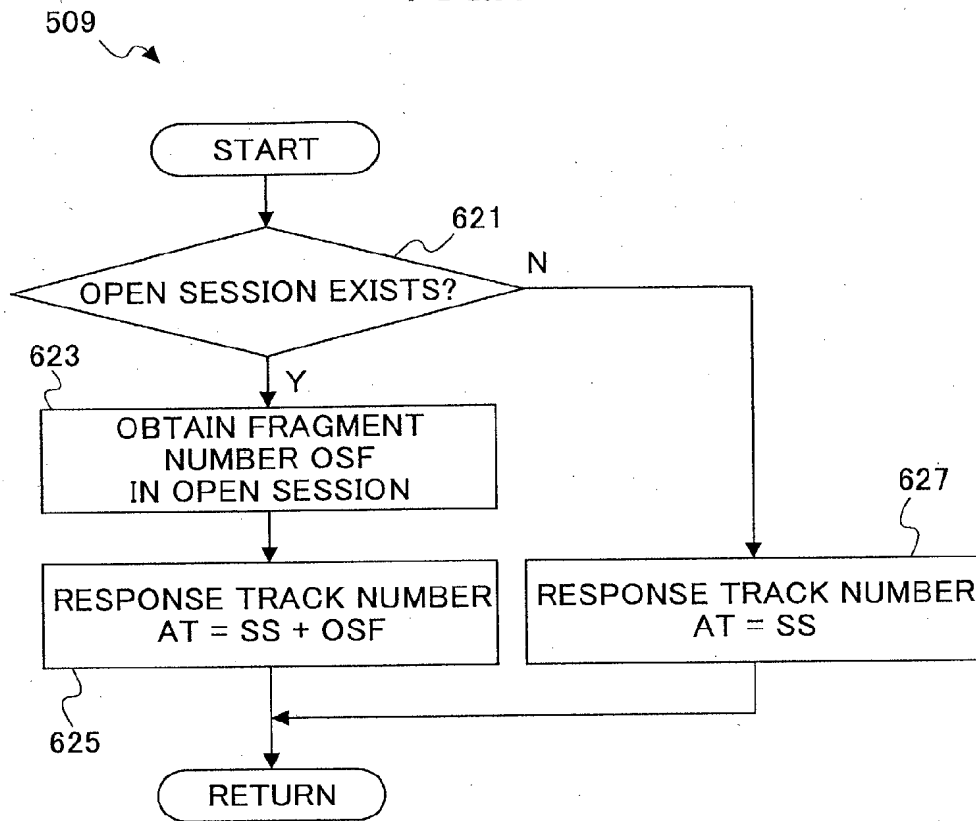 509
START
621
OPEN SESSION EXISTS?
N
623
Y
OBTAIN FRAGMENT
NUMBER OSF
IN OPEN SESSION
627
RESPONSE TRACK NUMBER
AT = SS + OSF
RESPONSE TRACK NUMBER
AT = SS
625
RETURN